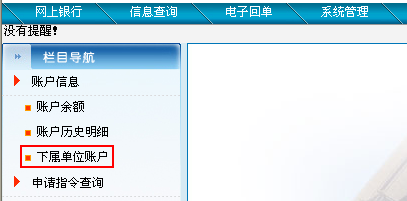 网上银行 信息查询 电子回单 系统管理
没有提醒!
栏目导航
账户信息
账户余额
账户历史明细
下属单位账户
申请指令查询